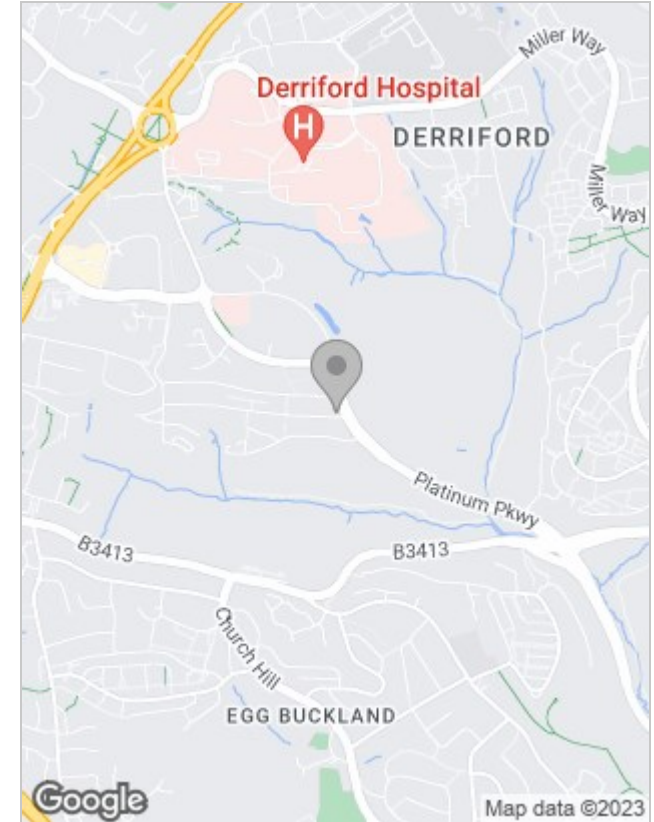 Miller Way
Derriford Hospital
H
DERRIFORD
Miller Way
Platinum Pkwy
B3413
B3413
Church Hill
EGG BUCKLAND
Google
Map data ©2023